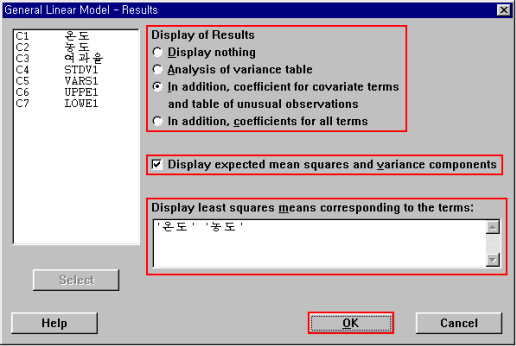 General Linear Model - Results
C1 온도
C2 농도
C3 여과율
C4 STDV1
C5 VARS1
C6 UPPE1
C7 LOWE1
Display of Results
Display nothing
Analysis of variance table
In addition, coefficient for covariate terms
and table of unusual observations
In addition, coefficients for all terms
Display expected mean squares and variance components
Display least squares means corresponding to the terms:
'온도' '농도'
Select
Help
OK
Cancel